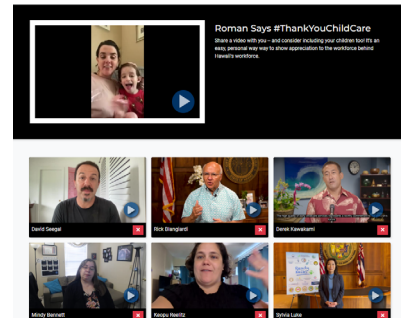 Roman Says #ThankYouChildCare
Share a video with you – and consider including your children too! It's an
easy, personal way way to show appreciation to the workforce behind
Hawaii's workforce.
David Seegal
Rick Blangiardi
Derek Kawakami
Mindy Bennett
Keopu Reelitz
Sylvia Luke